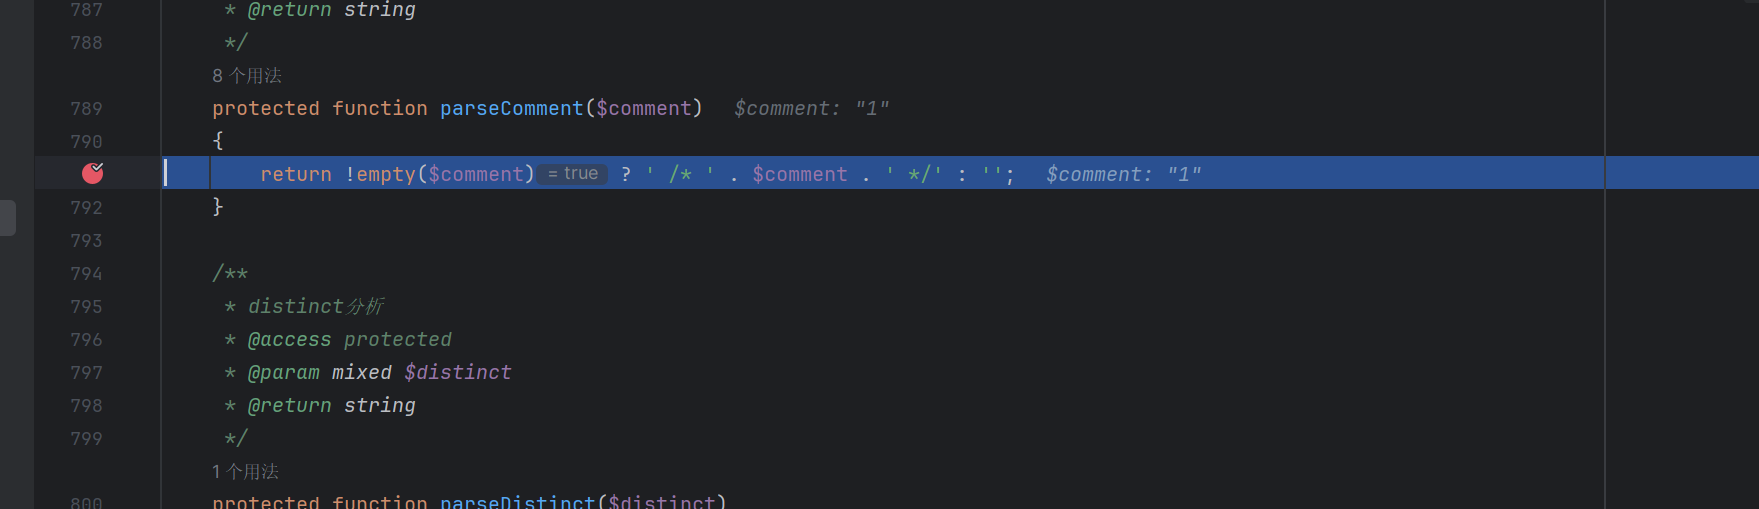 787 * @return string
788 */
8 个用法
789 protected function parseComment($comment) $comment: "1"
790 {
return !empty($comment) = true ? ' /* ' . $comment . ' */' : ''; $comment: "1"
792 }
793
794 /**
795 * distinct分析
796 * @access protected
797 * @param mixed $distinct
798 * @return string
799 */
1 个用法
800 protected function parseDistinct($distinct)